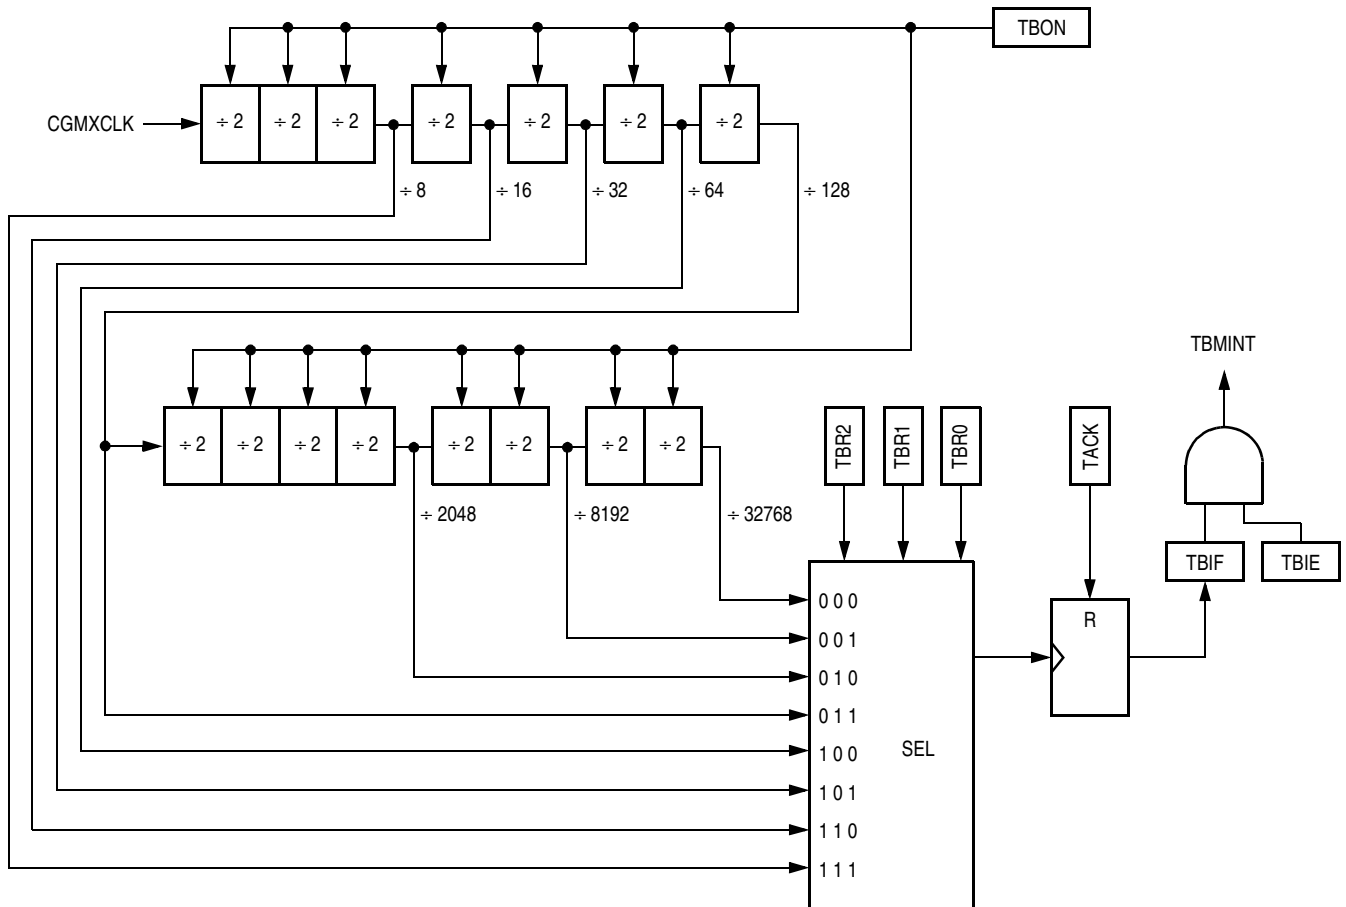 TBON
CGMXCLK
÷ 2
÷ 2
÷ 2
÷ 2
÷ 2
÷ 2
÷ 2
÷ 8
÷ 16
÷ 32
÷ 64
÷ 128
TBMINT
÷ 2
÷ 2
÷ 2
÷ 2
÷ 2
÷ 2
÷ 2
÷ 2
TBR2
TBR1
TBR0
TACK
÷ 2048
÷ 8192
÷ 32768
TBIF
TBIE
0 0 0
R
0 0 1
0 1 0
0 1 1
SEL
1 0 0
1 0 1
1 1 0
1 1 1